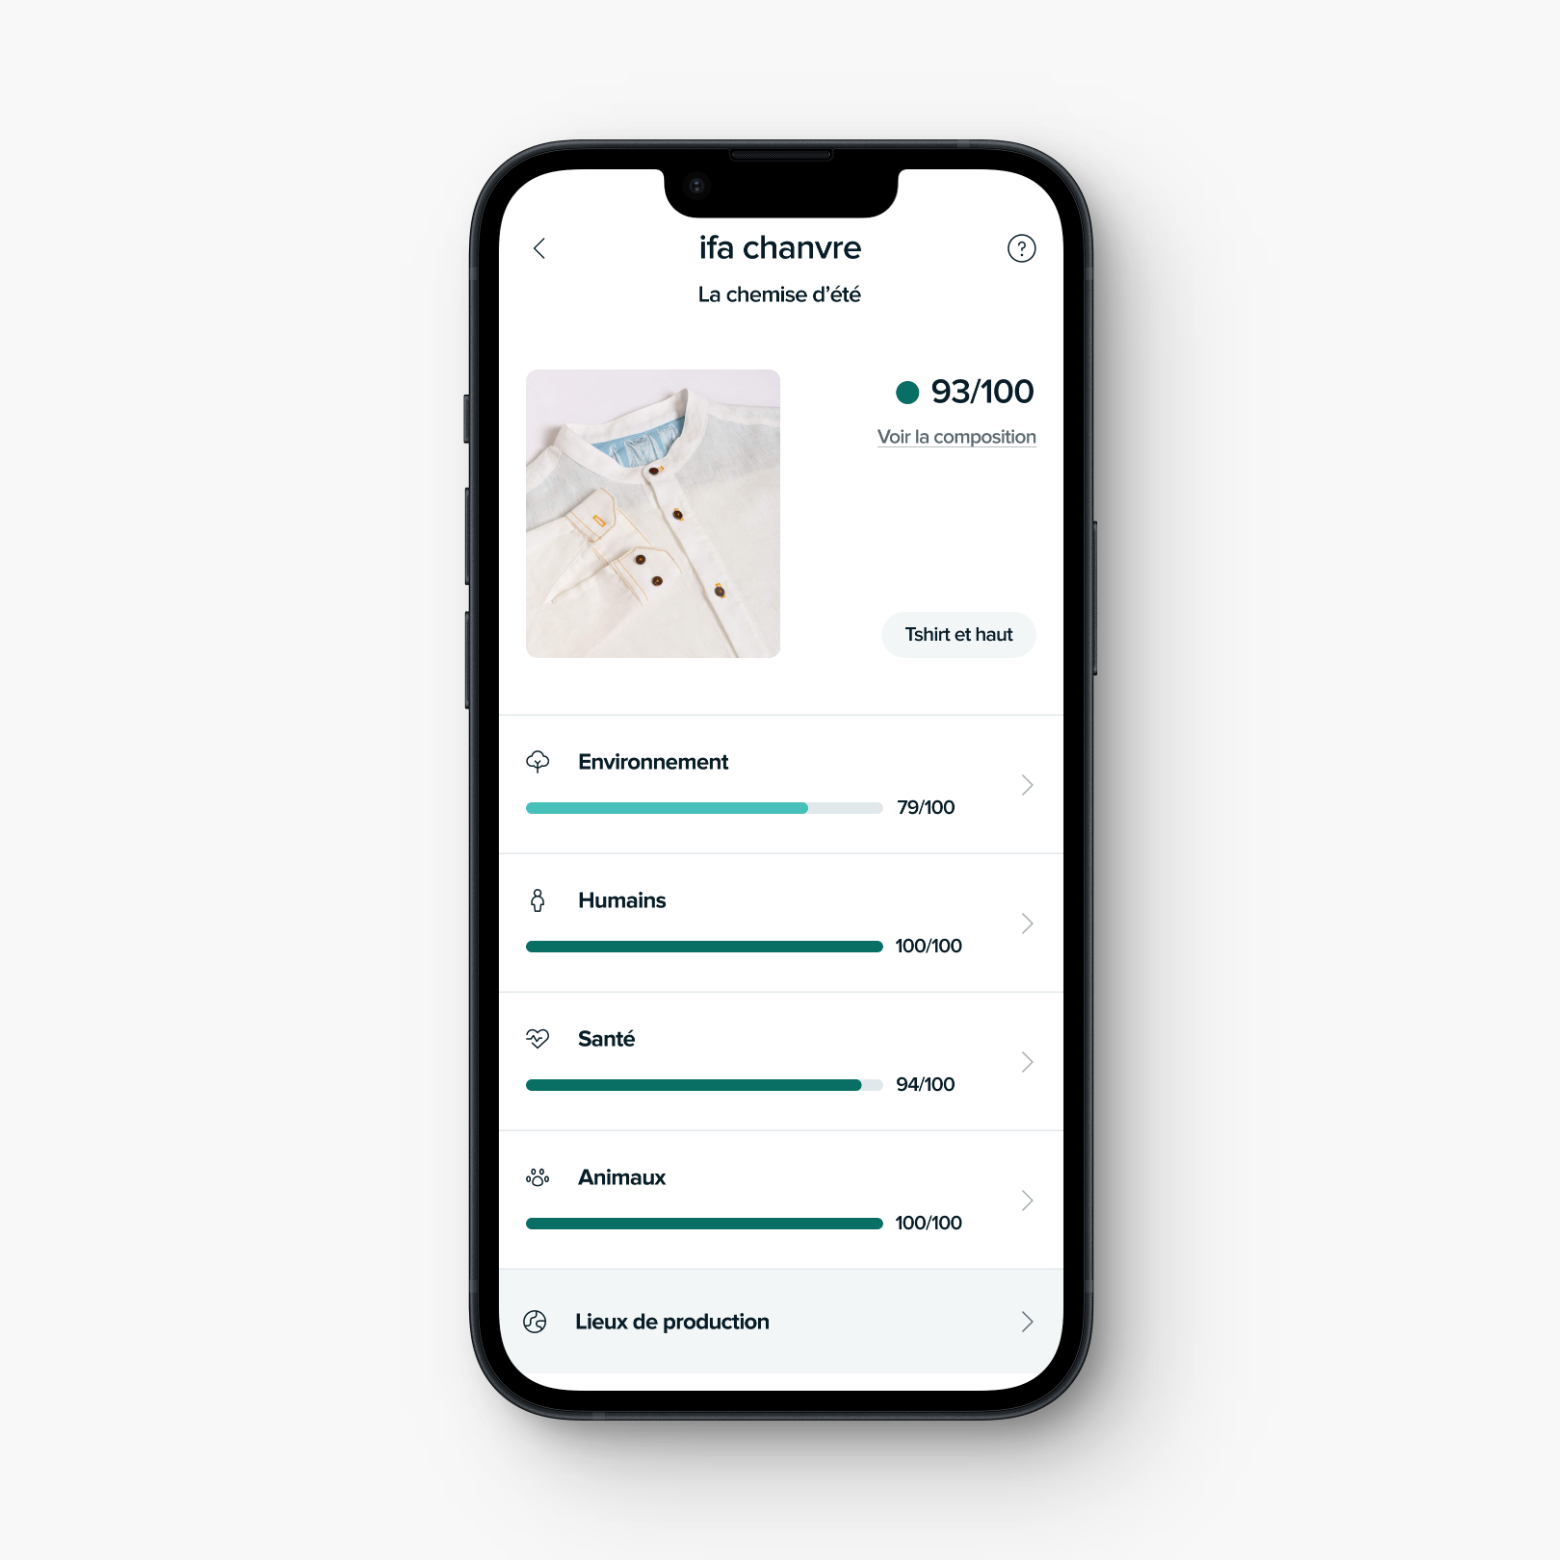 ifa chanvre
La chemise d’été
93/100
Voir la composition
Tshirt et haut
Environnement
79/100
Humains
100/100
Santé
94/100
Animaux
100/100
Lieux de production